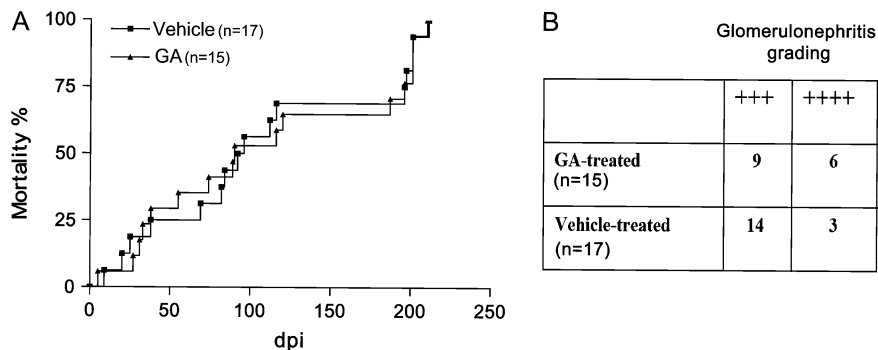 A
Vehicle (n=17)
GA (n=15)
Mortality %
100
75
50
25
0
0 50 100 150 200 250
dpi
B
Glomerulonephritis
grading
+++ ++++
GA-treated 9 6
(n=15)
Vehicle-treated 14 3
(n=17)